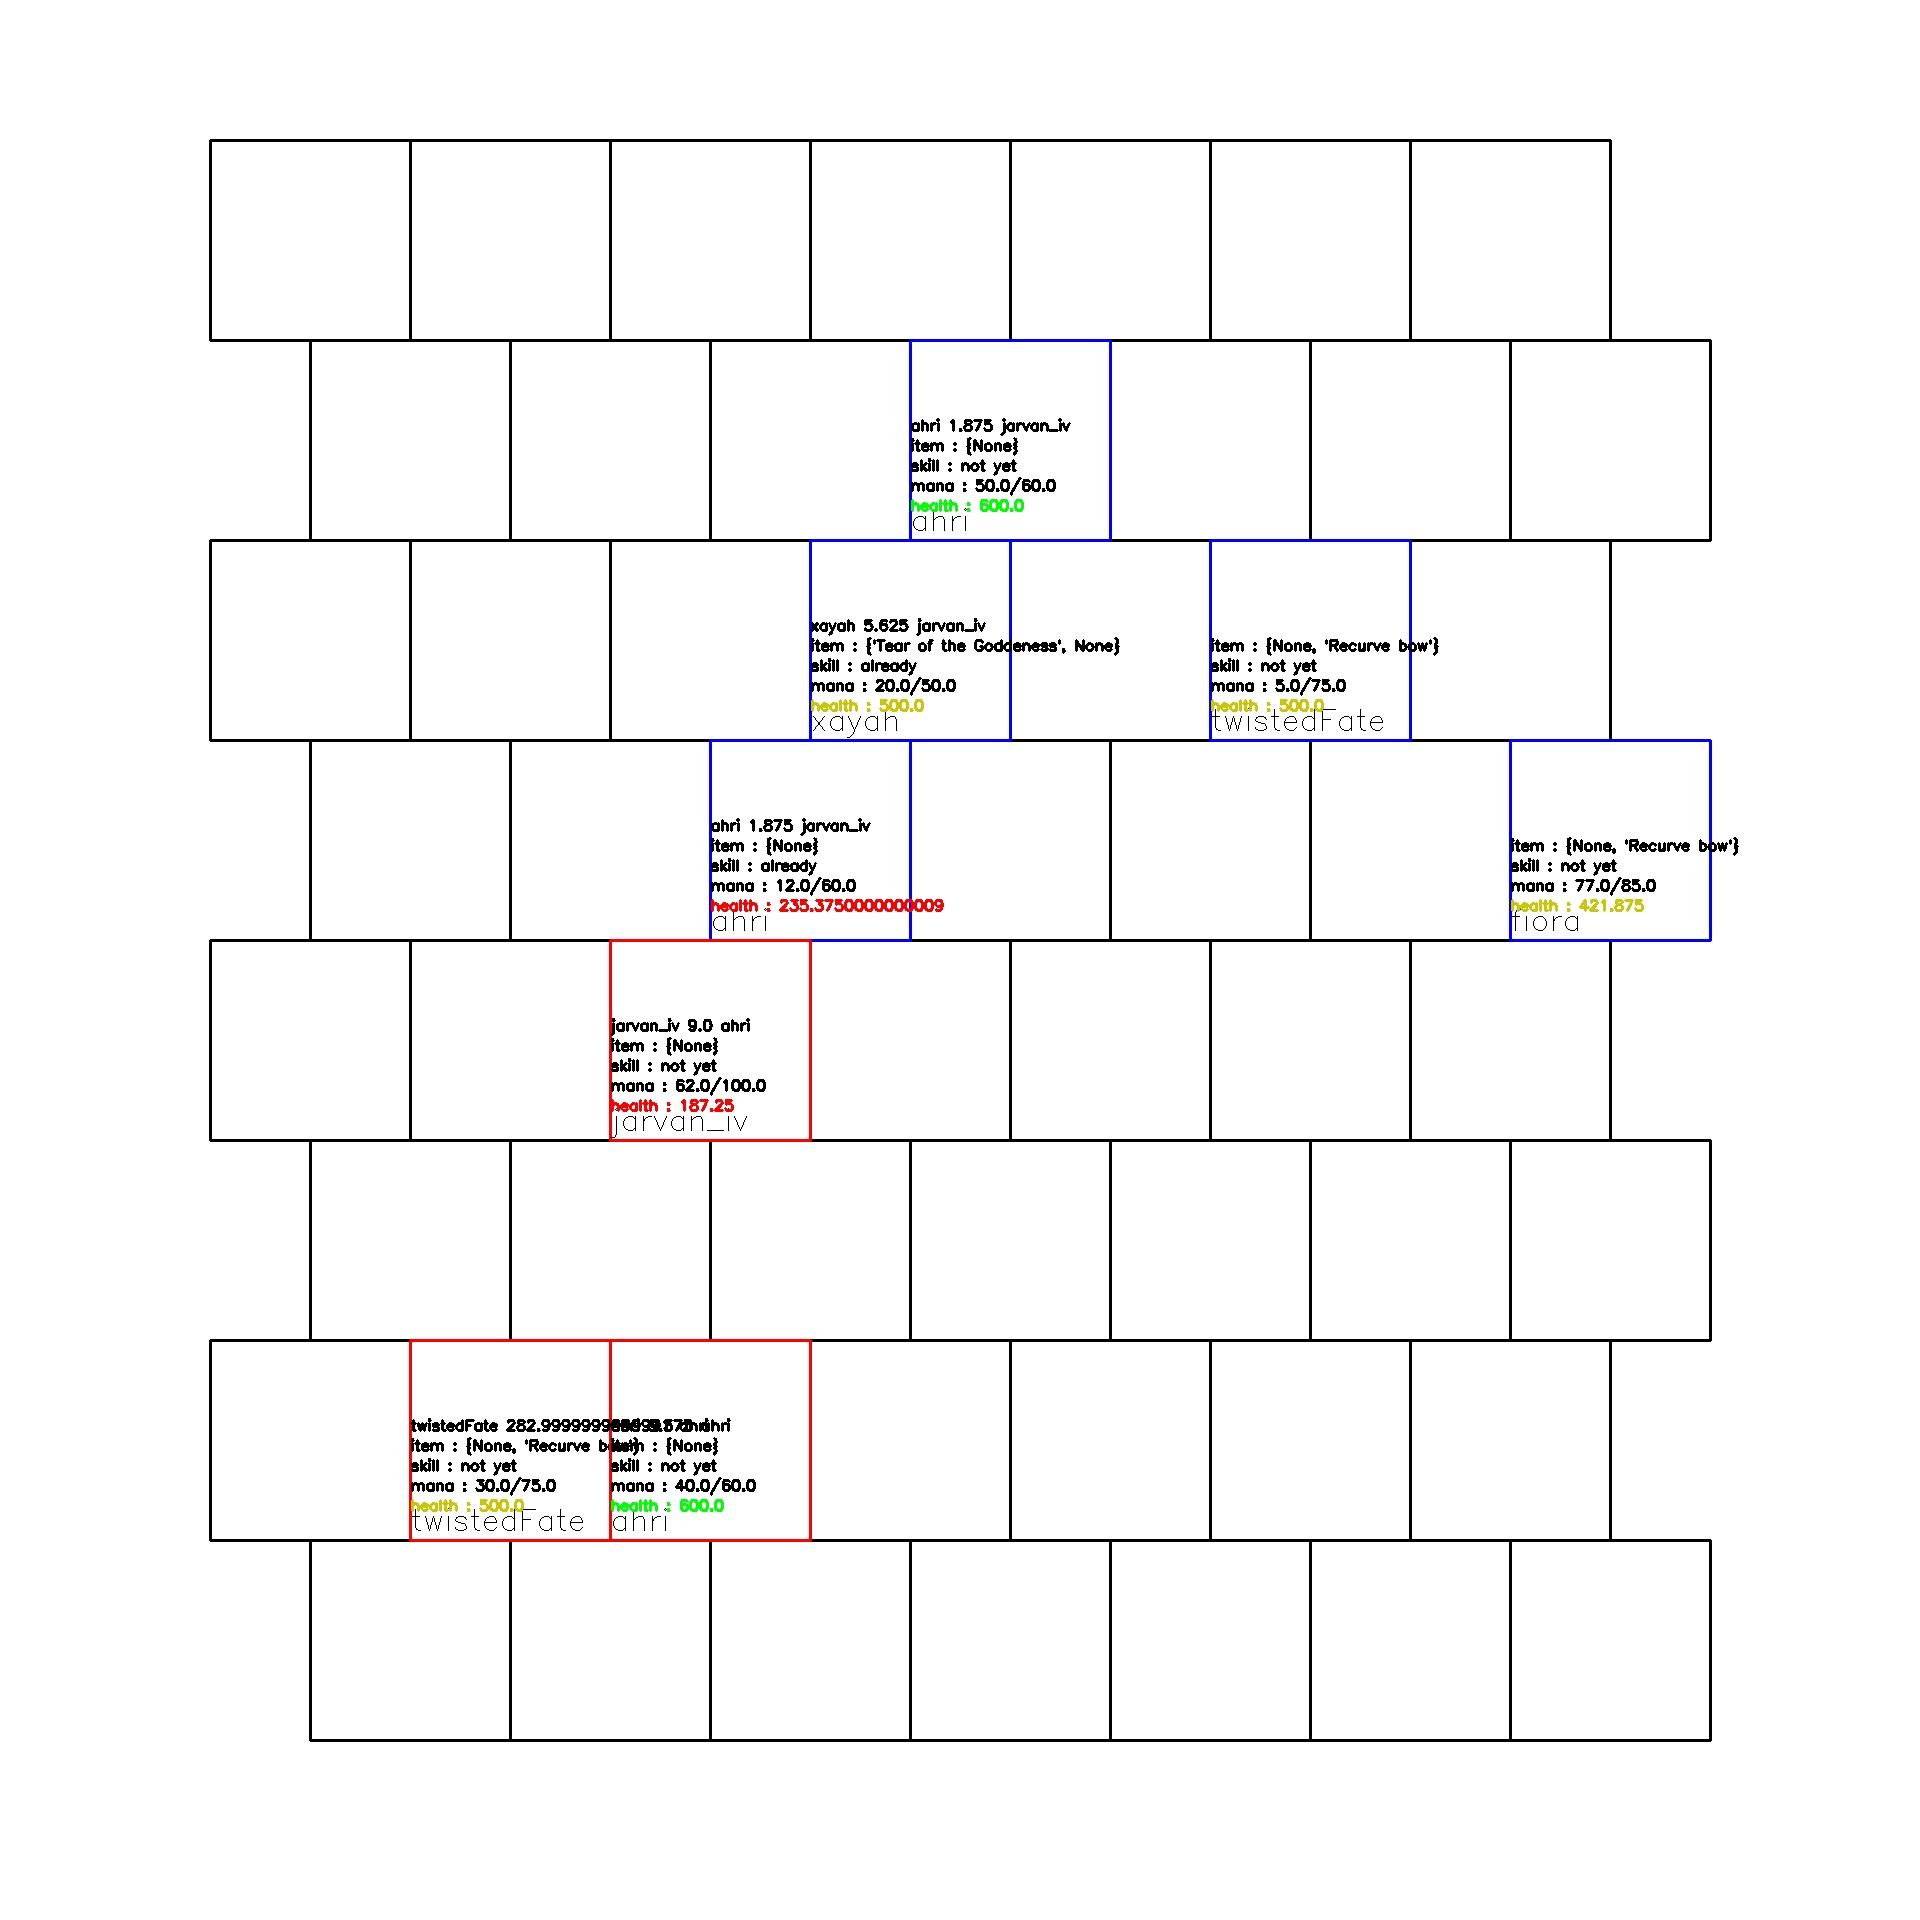 ahri 1.875 jarvan_iv
item : {None}
skill : not yet
mana : 50.0/60.0
health : 600.0
ahri
xayah 5.625 jarvan_iv
item : {'Tear of the Goddeness', None}
skill : already
mana : 20.0/50.0
health : 500.0
xayah
item : {None, 'Recurve bow'}
skill : not yet
mana : 5.0/75.0
health : 500.0
twistedFate
ahri 1.875 jarvan_iv
item : {None}
skill : already
mana : 12.0/60.0
health : 235.3750000000009
ahri
item : {None, 'Recurve bow'}
skill : not yet
mana : 77.0/85.0
health : 421.875
fiora
jarvan_iv 9.0 ahri
item : {None}
skill : not yet
mana : 62.0/100.0
health : 187.25
jarvan_iv
twistedFate
item : {None, 'Recurve bow'}
skill : not yet
mana : 30.0/75.0
health : 500.0
twistedFate
ahri
item : {None}
skill : not yet
mana : 40.0/60.0
health : 600.0
ahri